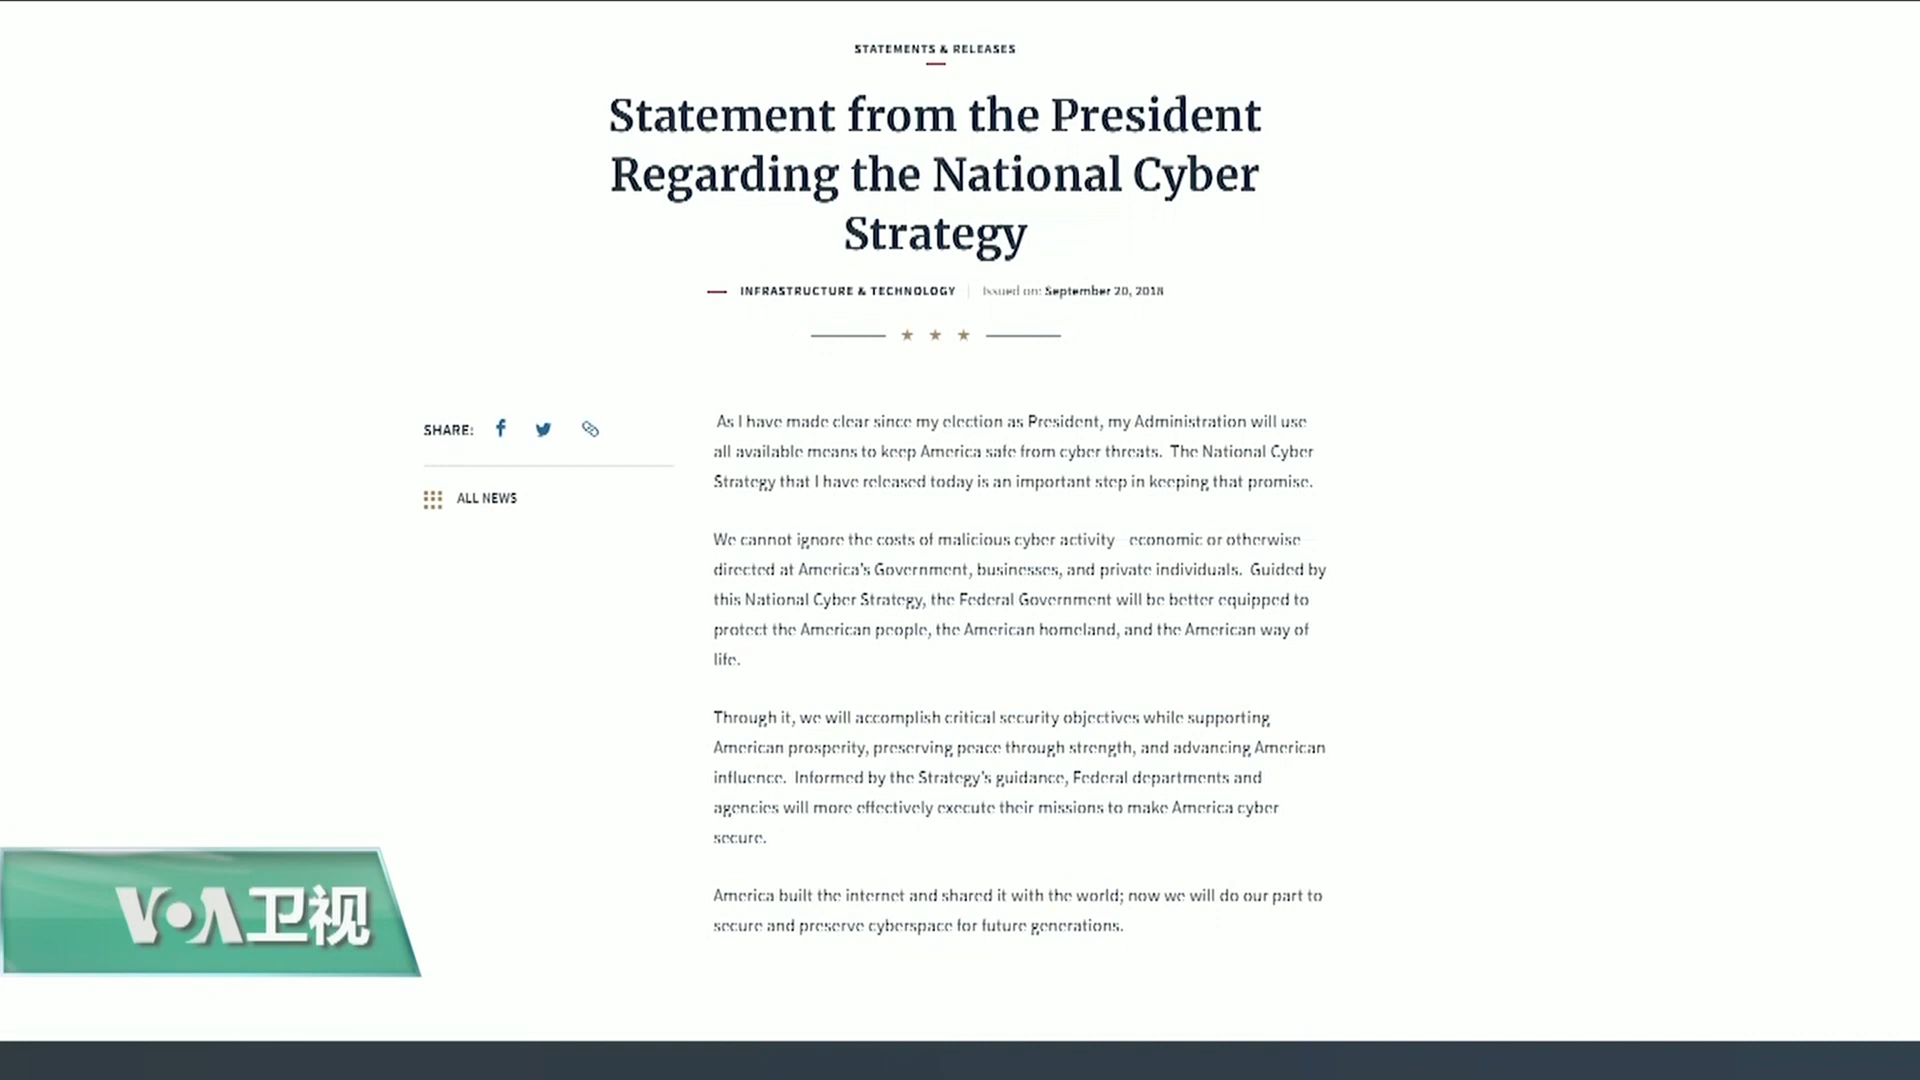 STATEMENTS & RELEASES
Statement from the President
Regarding the National Cyber
Strategy
INFRASTRUCTURE & TECHNOLOGY | Issued on: September 20, 2018
SHARE:
ALL NEWS
As I have made clear since my election as President, my Administration will use
all available means to keep America safe from cyber threats.  The National Cyber
Strategy that I have released today is an important step in keeping that promise.
We cannot ignore the costs of malicious cyber activity—economic or otherwise—
directed at America's Government, businesses, and private individuals.  Guided by
this National Cyber Strategy, the Federal Government will be better equipped to
protect the American people, the American homeland, and the American way of
life.
Through it, we will accomplish critical security objectives while supporting
American prosperity, preserving peace through strength, and advancing American
influence.  Informed by the Strategy's guidance, Federal departments and
agencies will more effectively execute their missions to make America cyber
secure.
America built the internet and shared it with the world; now we will do our part to
secure and preserve cyberspace for future generations.
VOA卫视